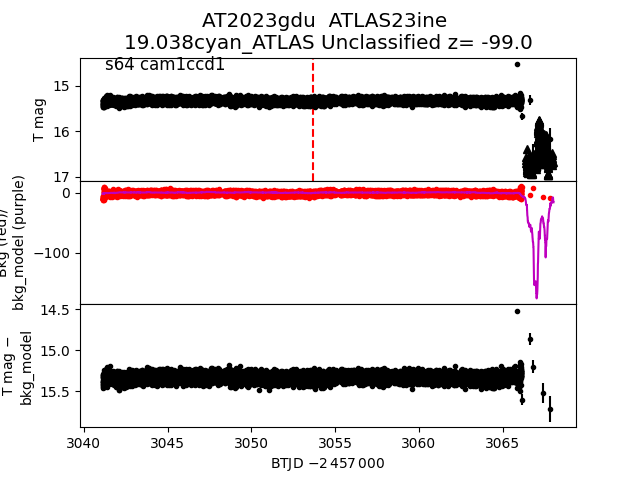 AT2023gdu  ATLAS23ine
19.038cyan_ATLAS Unclassified z= -99.0
s64 cam1ccd1
T mag
15
16
17
Bkg (red)/
bkg_model (purple)
0
−100
T mag −
bkg_model
14.5
15.0
15.5
3040 3045 3050 3055 3060 3065
BTJD −2 457 000